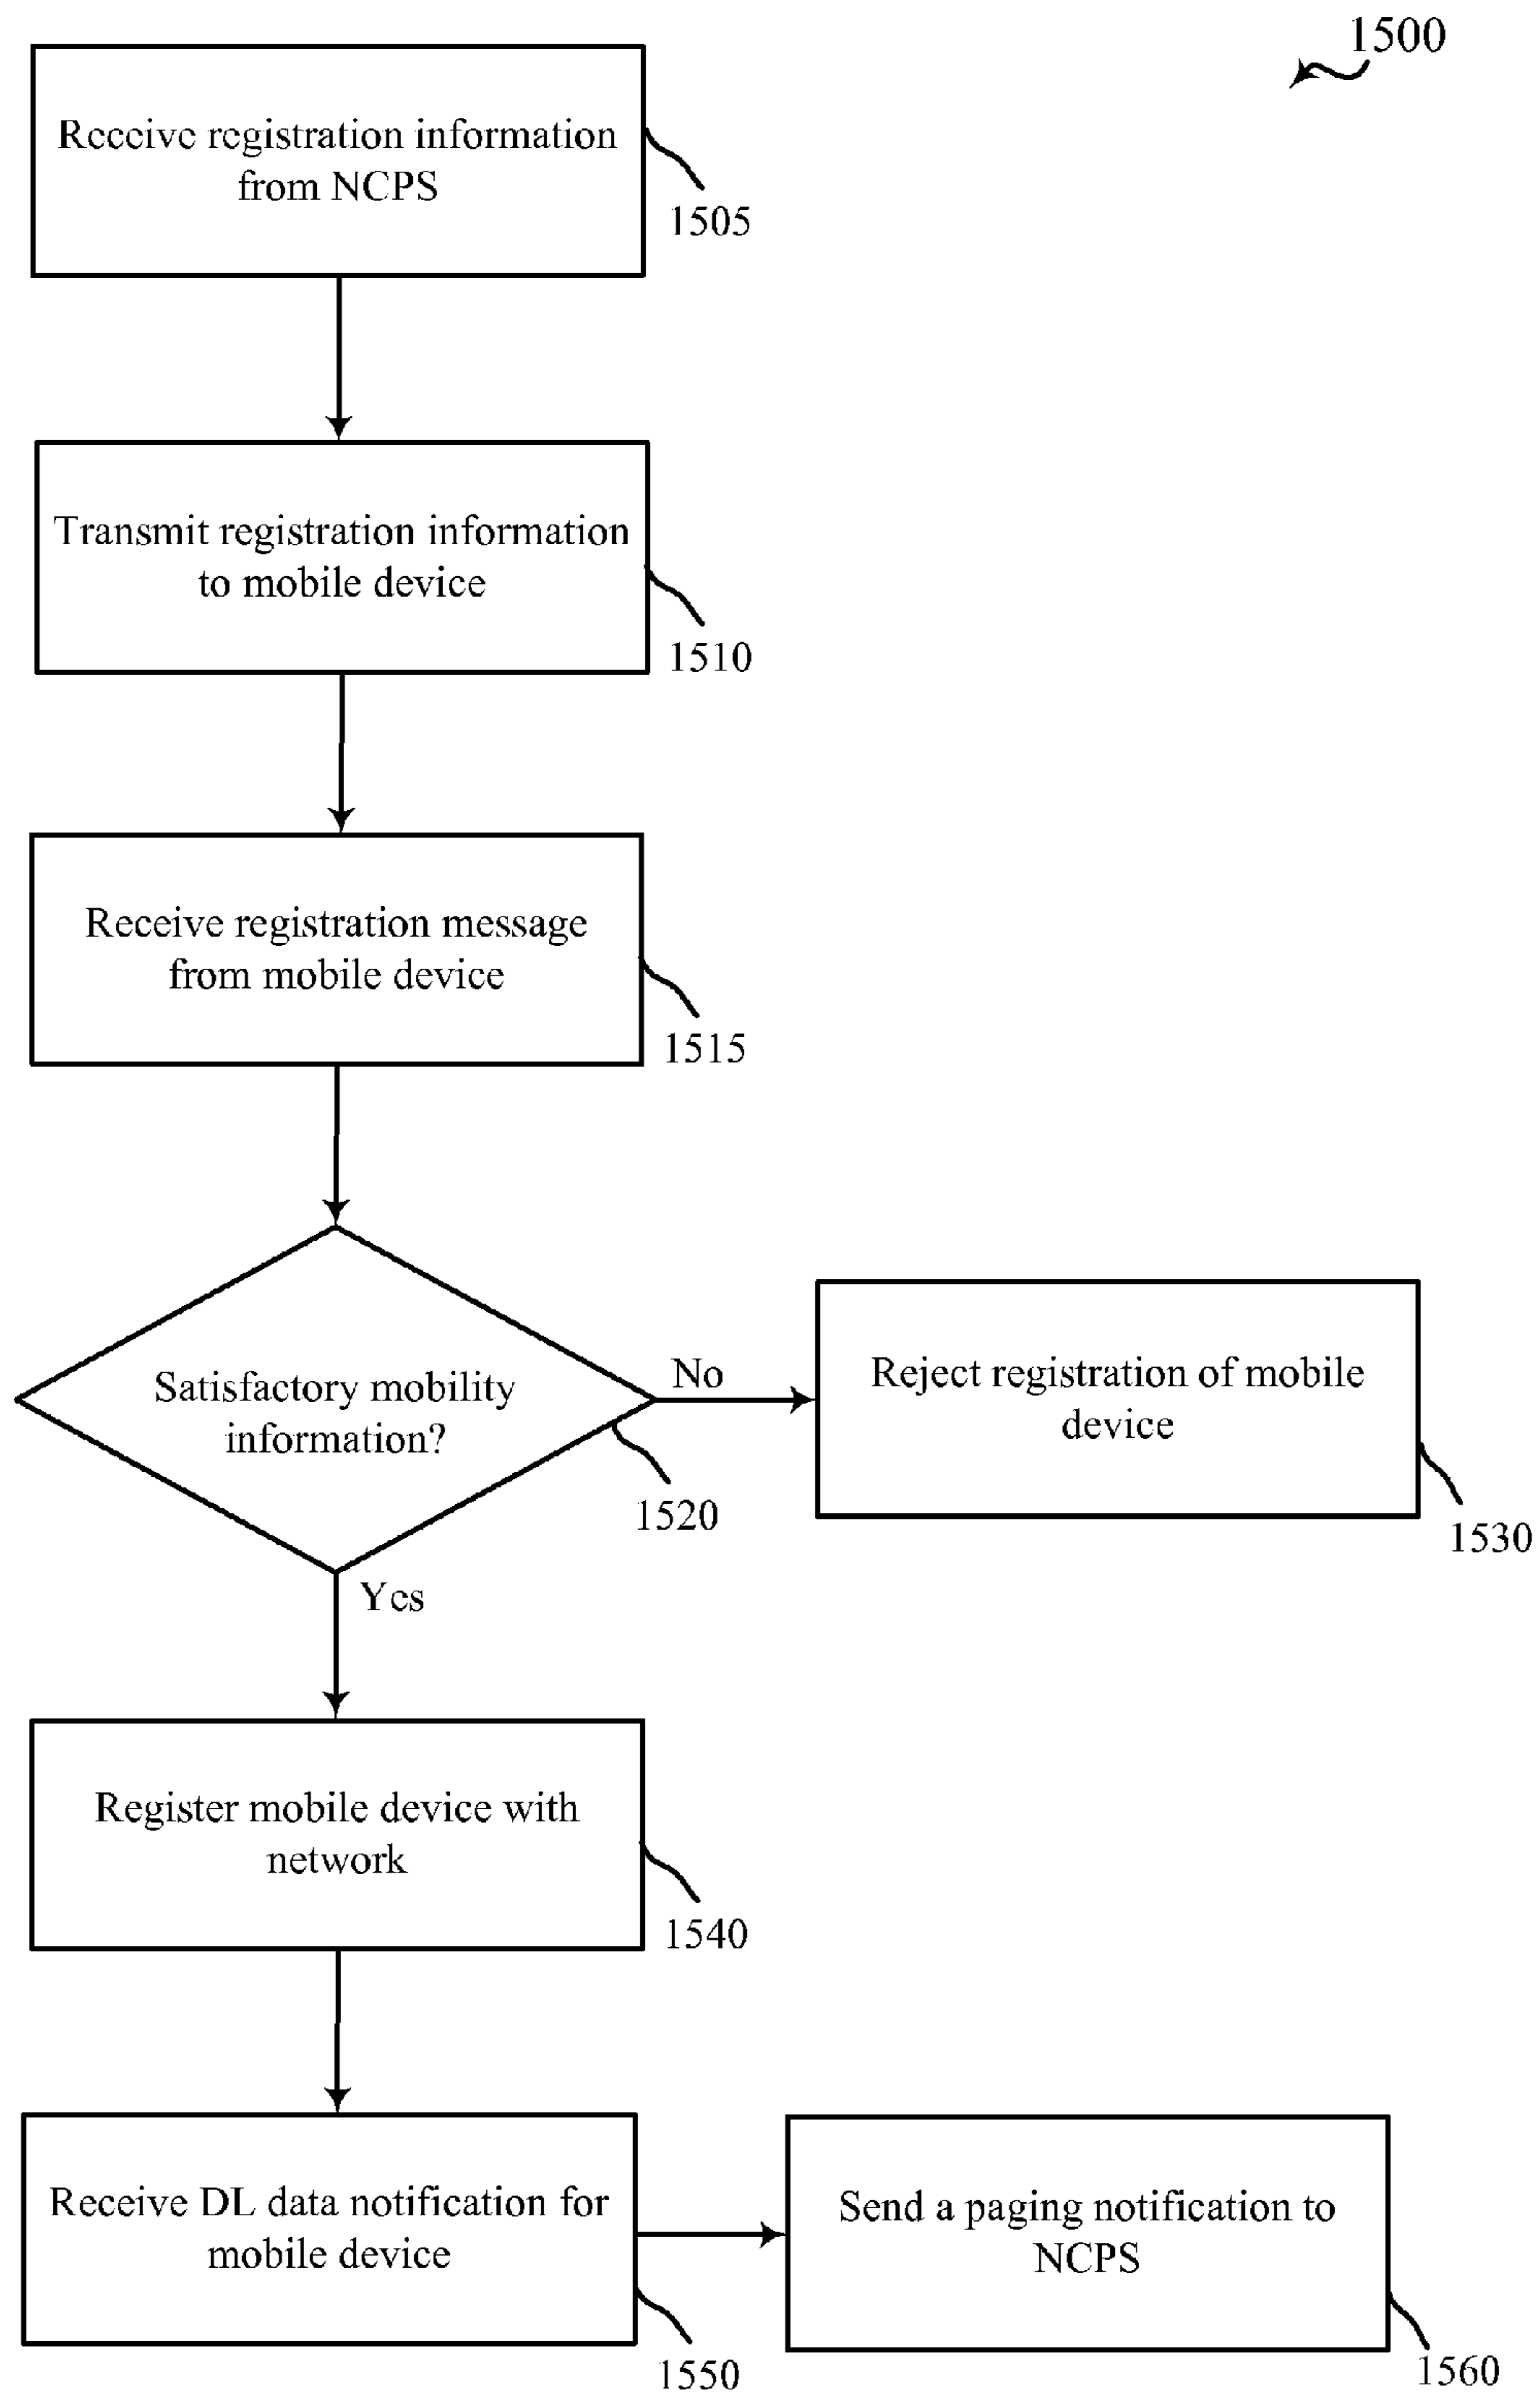 1500
Receive registration information
from NCPS
1505
Transmit registration information
to mobile device
1510
Receive registration message
from mobile device
1515
Satisfactory mobility
information?
1520
No
Reject registration of mobile
device
1530
Yes
Register mobile device with
network
1540
Receive DL data notification for
mobile device
1550
Send a paging notification to
NCPS
1560